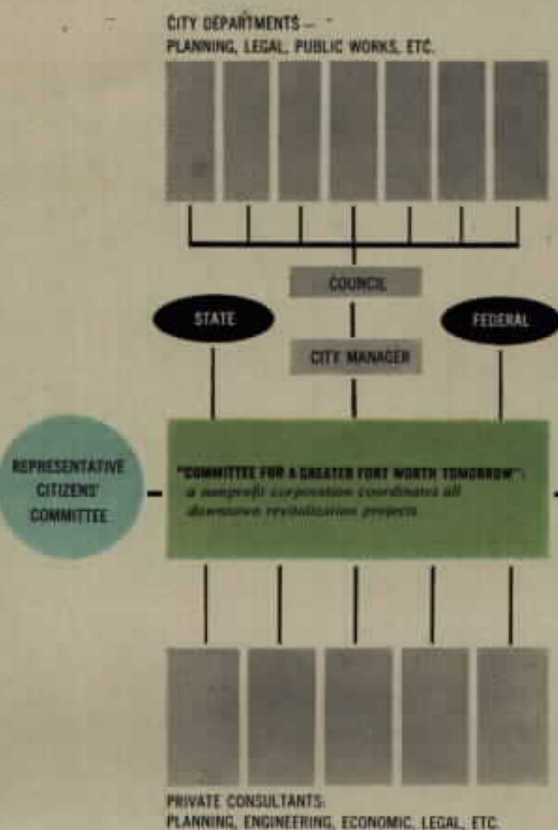 CITY DEPARTMENTS —
PLANNING, LEGAL, PUBLIC WORKS, ETC.
COUNCIL
STATE
FEDERAL
CITY MANAGER
REPRESENTATIVE
CITIZENS'
COMMITTEE
"COMMITTEE FOR A GREATER FORT WORTH TOMORROW":
a nonprofit corporation coordinates all
downtown revitalization projects
PRIVATE CONSULTANTS:
PLANNING, ENGINEERING, ECONOMIC, LEGAL, ETC.